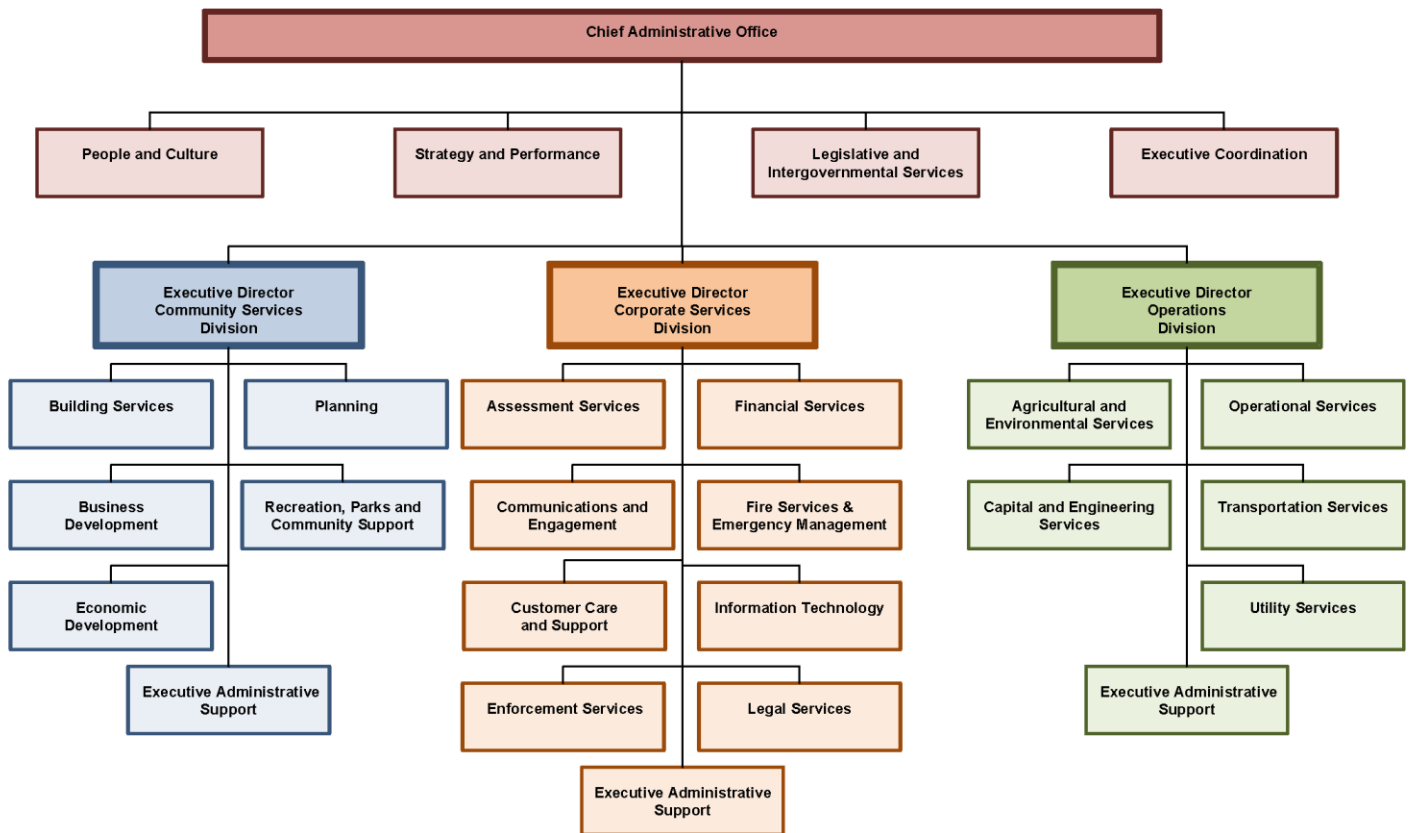 Chief Administrative Office
People and Culture
Strategy and Performance
Legislative and
Intergovernmental Services
Executive Coordination
Executive Director
Community Services
Division
Executive Director
Corporate Services
Division
Executive Director
Operations
Division
Building Services
Planning
Business
Development
Recreation, Parks and
Community Support
Economic
Development
Executive Administrative
Support
Assessment Services
Financial Services
Communications and
Engagement
Fire Services &
Emergency Management
Customer Care
and Support
Information Technology
Enforcement Services
Legal Services
Executive Administrative
Support
Agricultural and
Environmental Services
Operational Services
Capital and Engineering
Services
Transportation Services
Utility Services
Executive Administrative
Support